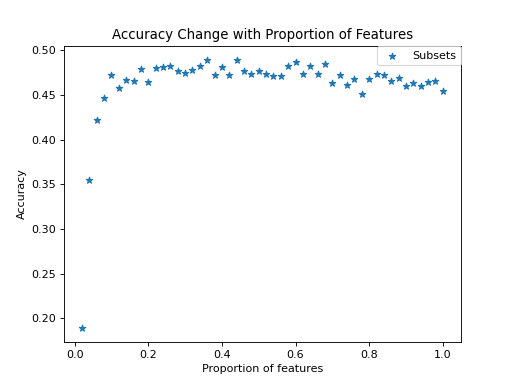 Accuracy Change with Proportion of Features
Subsets
0.50
0.45
0.40
0.35
0.30
0.25
0.20
Accuracy
0.0 0.2 0.4 0.6 0.8 1.0
Proportion of features